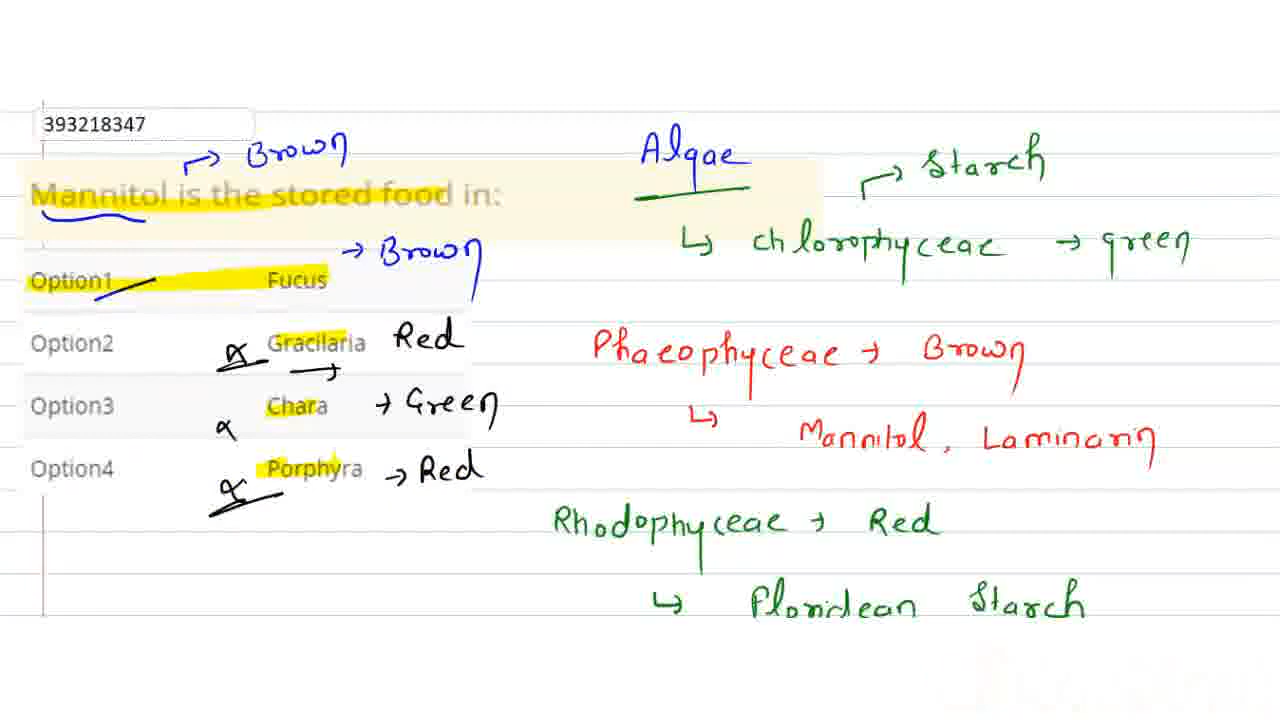 393218347
Brown
Mannitol is the stored food in:
→ Brown
Option1 Fucus
Option2 Gracilaria Red
Option3 Chara → Green
Option4 Porphyra → Red
Algae
→ Starch
↳ chlorophyceae → green
Phaeophyceae → Brown
↳ Mannitol, Laminarin
Rhodophyceae → Red
↳ Floridean Starch